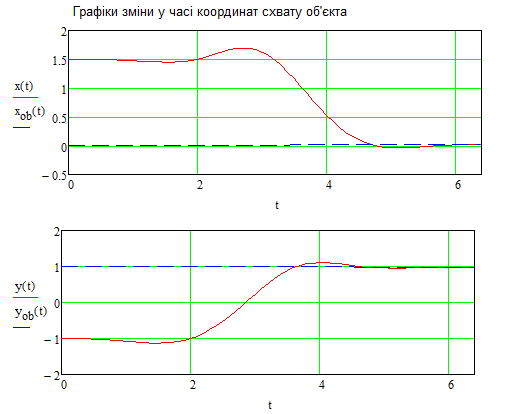 Графіки зміни у часі координат схвату об'єкта
2
1.5
x(t)
1
x_ob(t)
0.5
0
−0.5
0 2 4 6
t
2
1
y(t)
0
y_ob(t)
−1
−2
0 2 4 6
t